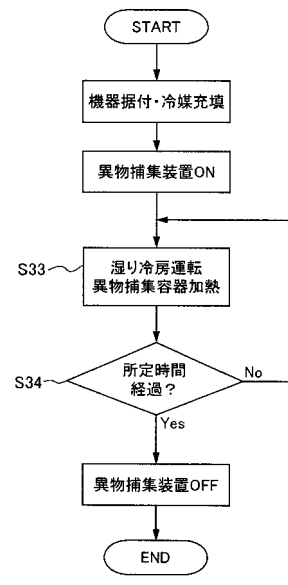 START
機器据付・冷媒充填
異物捕集装置ON
S33
湿り冷房運転
異物捕集容器加熱
S34
所定時間
経過？
No
Yes
異物捕集装置OFF
END